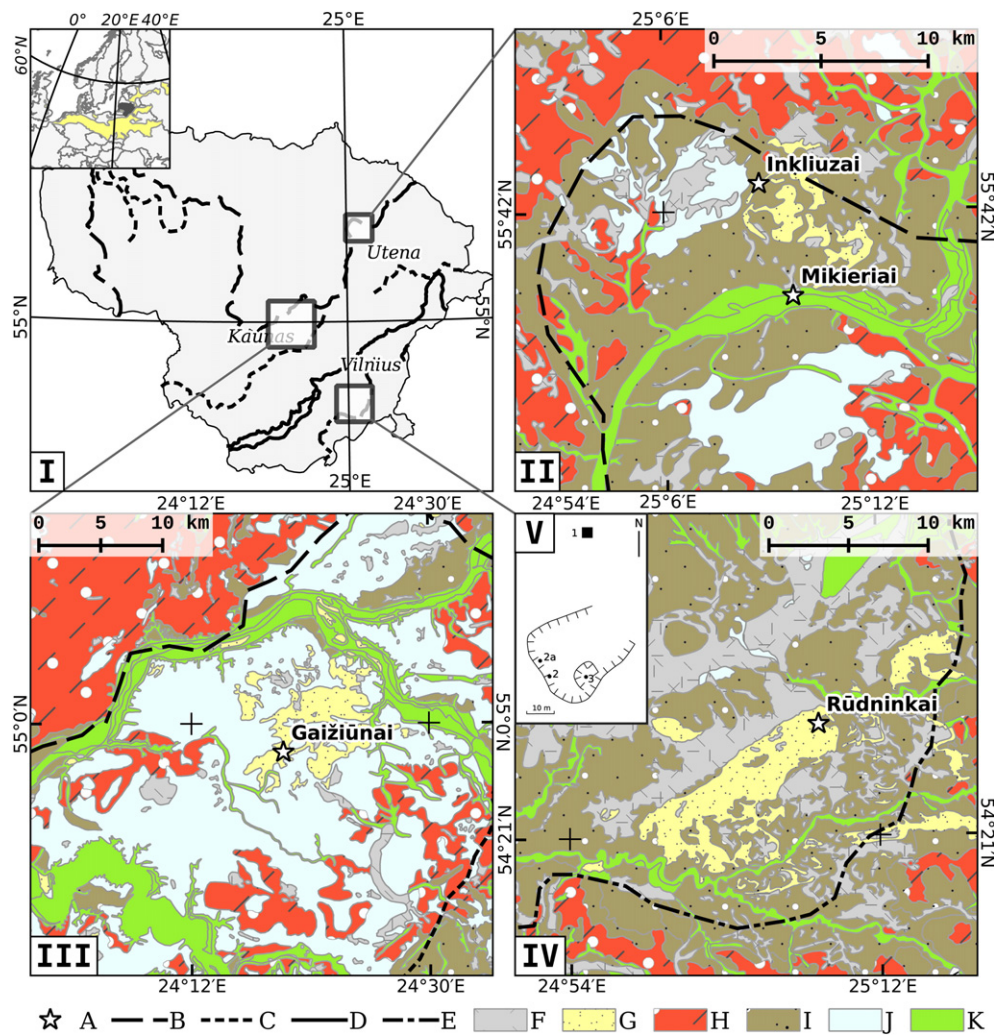 0° 20°E 40°E
60°N
25°E
Utena
Kaunas
Vilnius
55°N
55°N
I
25°E
25°6′E
0 5 10 km
Inkliuzai
Mikieriai
55°42′N
55°42′N
II
24°12′E
24°30′E
24°54′E
25°6′E
25°12′E
0 5 10 km
Gaižiūnai
55°0′N
55°0′N
III
24°12′E
24°30′E
V
N
1
2a
2
3
10 m
0 5 10 km
Rūdninkai
54°21′N
54°21′N
IV
24°54′E
25°12′E
A B C D E F G H I J K